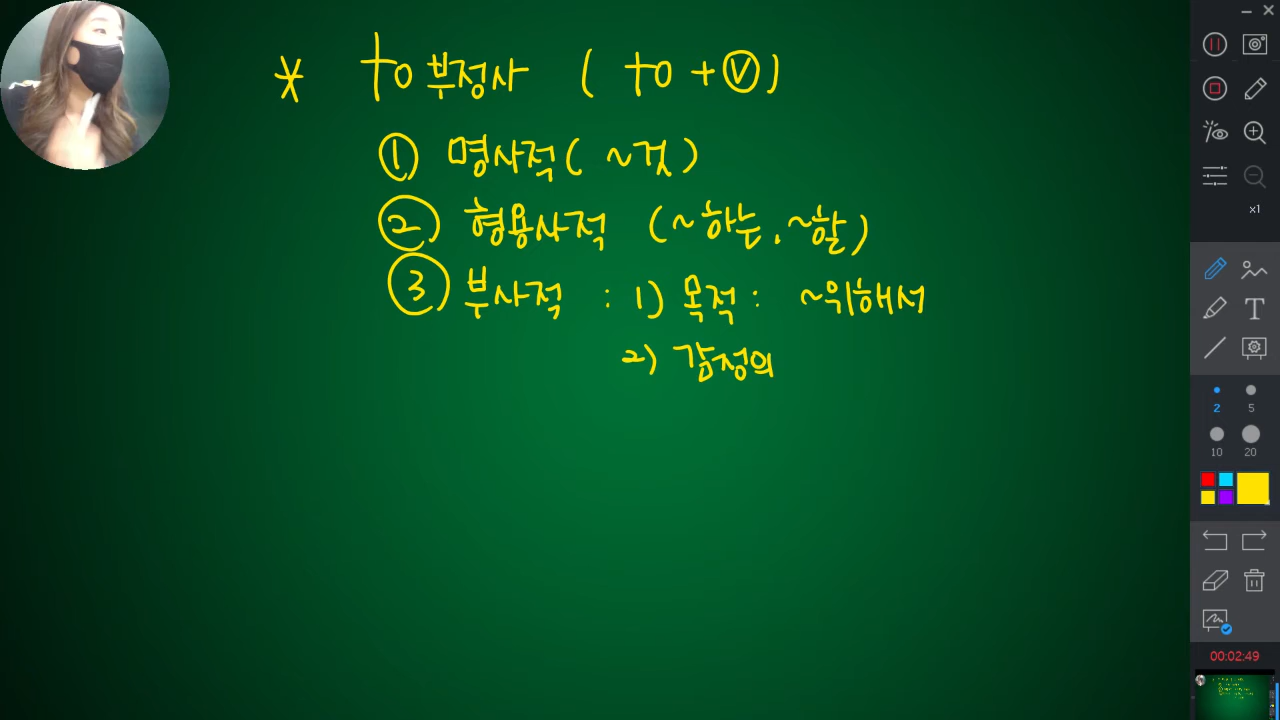 * to 부정사 ( to + ⓥ)
① 명사적( ~것)
② 형용사적 (~하는, ~할)
③ 부사적 : 1) 목적 : ~위해서
2) 감정의
x1
2 5
10 20
00:02:49